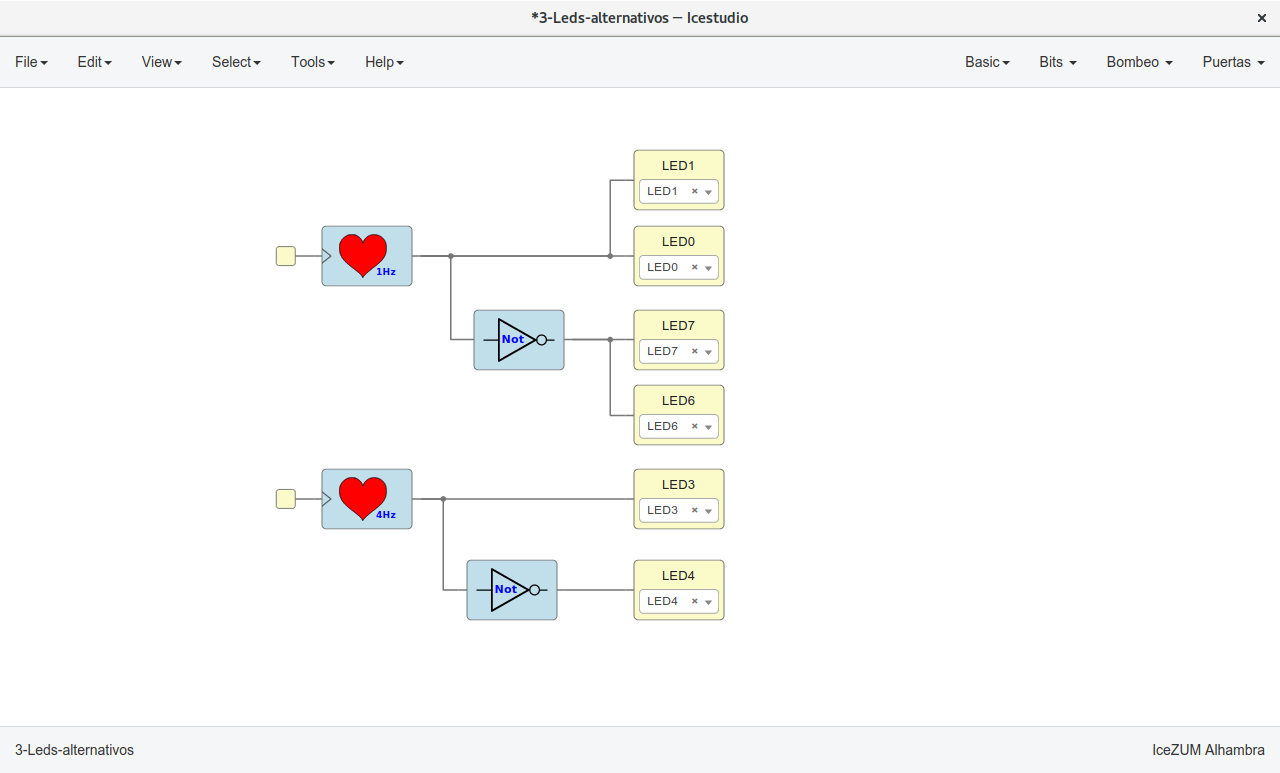 *3-Leds-alternativos — Icestudio ×
File Edit View Select Tools Help Basic Bits Bombeo Puertas
LED1
LED1 ×
1Hz
LED0
LED0 ×
Not
LED7
LED7 ×
LED6
LED6 ×
4Hz
LED3
LED3 ×
Not
LED4
LED4 ×
3-Leds-alternativos IceZUM Alhambra